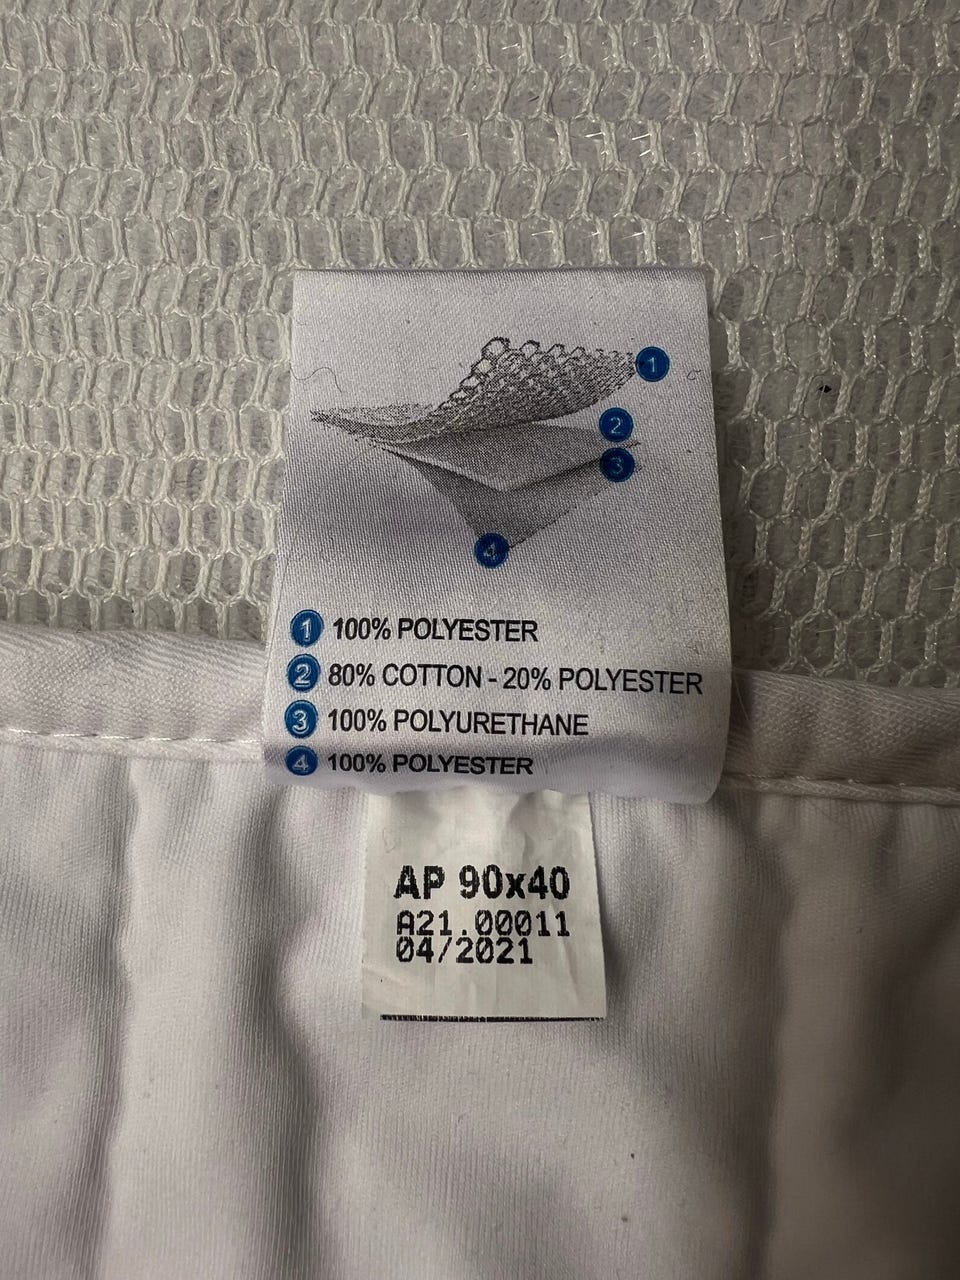 1
2
3
4
1 100% POLYESTER
2 80% COTTON - 20% POLYESTER
3 100% POLYURETHANE
4 100% POLYESTER
AP 90x40
A21.00011
04/2021